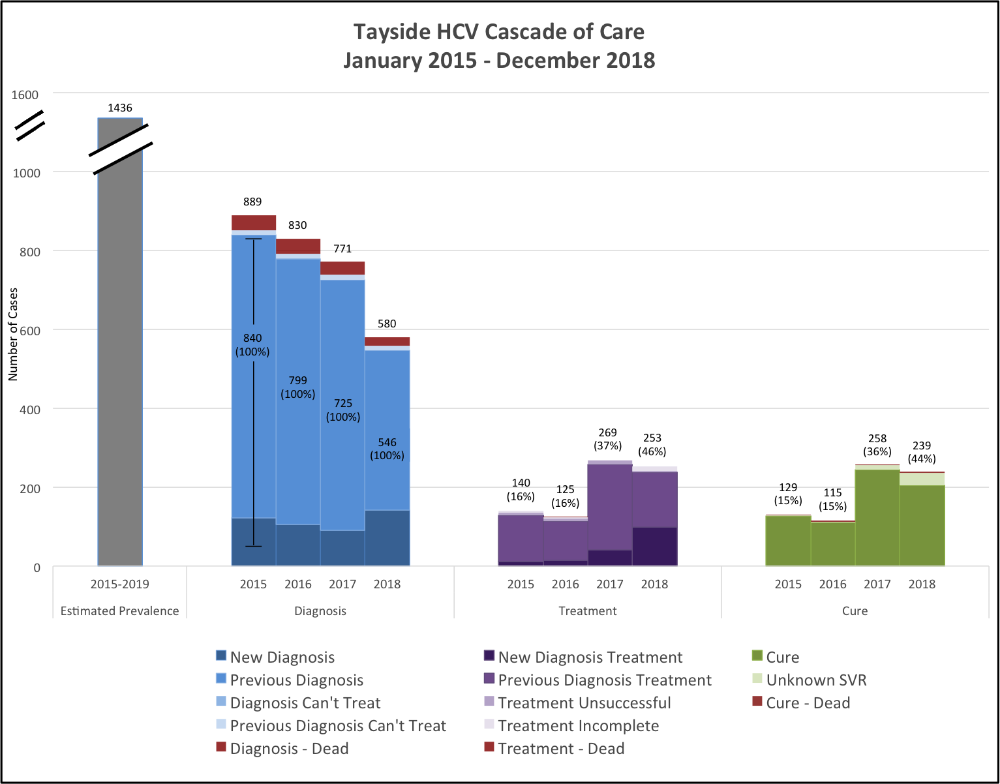 Tayside HCV Cascade of Care
January 2015 - December 2018
1600
1000
800
600
400
200
0
Number of Cases
1436
889
830
771
580
840
(100%)
799
(100%)
725
(100%)
546
(100%)
140
(16%)
125
(16%)
269
(37%)
253
(46%)
129
(15%)
115
(15%)
258
(36%)
239
(44%)
2015-2019
2015 2016 2017 2018
2015 2016 2017 2018
2015 2016 2017 2018
Estimated Prevalence
Diagnosis
Treatment
Cure
New Diagnosis
Previous Diagnosis
Diagnosis Can't Treat
Previous Diagnosis Can't Treat
Diagnosis - Dead
New Diagnosis Treatment
Previous Diagnosis Treatment
Treatment Unsuccessful
Treatment Incomplete
Treatment - Dead
Cure
Unknown SVR
Cure - Dead